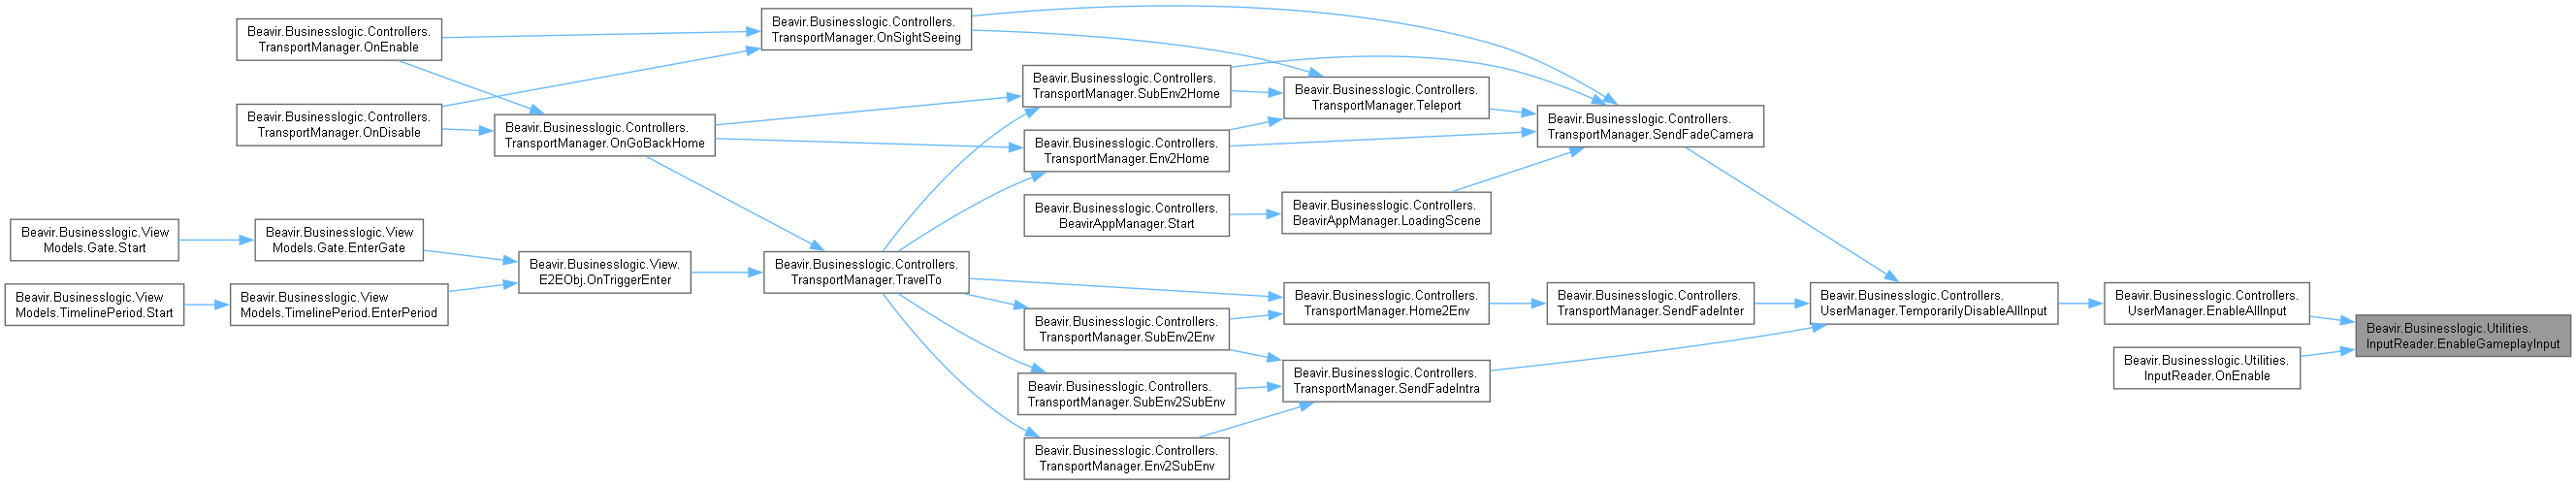 Beavir.Businesslogic.Controllers.
TransportManager.OnEnable
Beavir.Businesslogic.Controllers.
TransportManager.OnDisable
Beavir.Businesslogic.View
Models.Gate.Start
Beavir.Businesslogic.View
Models.TimelinePeriod.Start
Beavir.Businesslogic.View
Models.Gate.EnterGate
Beavir.Businesslogic.View
Models.TimelinePeriod.EnterPeriod
Beavir.Businesslogic.Controllers.
TransportManager.OnGoBackHome
Beavir.Businesslogic.View.
E2EObj.OnTriggerEnter
Beavir.Businesslogic.Controllers.
TransportManager.OnSightSeeing
Beavir.Businesslogic.Controllers.
TransportManager.TravelTo
Beavir.Businesslogic.Controllers.
TransportManager.SubEnv2Home
Beavir.Businesslogic.Controllers.
TransportManager.Env2Home
Beavir.Businesslogic.Controllers.
BeavirAppManager.Start
Beavir.Businesslogic.Controllers.
TransportManager.SubEnv2Env
Beavir.Businesslogic.Controllers.
TransportManager.SubEnv2SubEnv
Beavir.Businesslogic.Controllers.
TransportManager.Env2SubEnv
Beavir.Businesslogic.Controllers.
TransportManager.Teleport
Beavir.Businesslogic.Controllers.
BeavirAppManager.LoadingScene
Beavir.Businesslogic.Controllers.
TransportManager.Home2Env
Beavir.Businesslogic.Controllers.
TransportManager.SendFadeIntra
Beavir.Businesslogic.Controllers.
TransportManager.SendFadeCamera
Beavir.Businesslogic.Controllers.
TransportManager.SendFadeInter
Beavir.Businesslogic.Controllers.
UserManager.TemporarilyDisableAllInput
Beavir.Businesslogic.Controllers.
UserManager.EnableAllInput
Beavir.Businesslogic.Utilities.
InputReader.OnEnable
Beavir.Businesslogic.Utilities.
InputReader.EnableGameplayInput